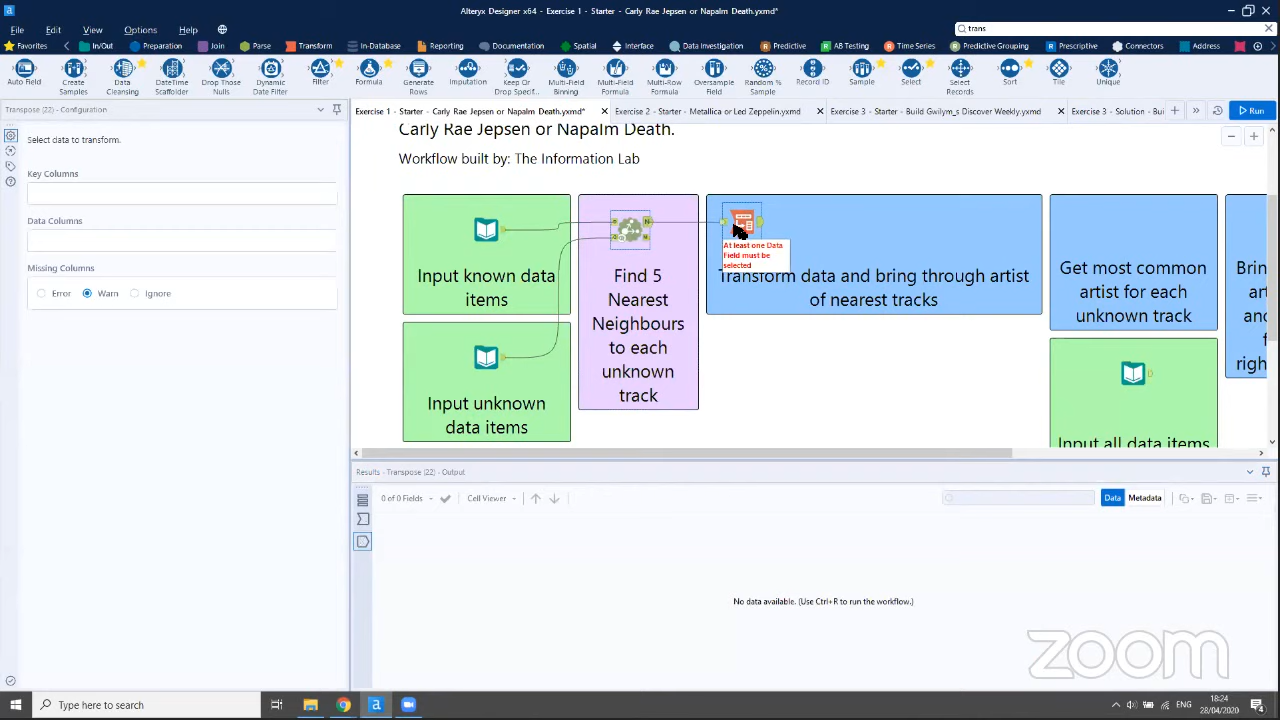 Alteryx Designer x64 - Exercise 1 - Starter - Carly Rae Jepsen or Napalm Death.yxmd*
File Edit View Options Help
trans
Favorites In/Out Preparation Join Parse Transform In-Database Reporting Documentation Spatial Interface Data Investigation Predictive AB Testing Time Series Predictive Grouping Prescriptive Connectors Address
Auto Field
Create Samples
Data Cleansing
DateTime Scaffolder
Drop Those Nulls
Dynamic Date Filter
Filter
Formula
Generate Rows
Imputation
Keep Or Drop Specif...
Multi-Field Binning
Multi-Field Formula
Multi-Row Formula
Oversample Field
Random % Sample
Record ID
Sample
Select
Select Records
Sort
Tile
Unique
Transpose (22) - Configuration
Exercise 1 - Starter - Carly Rae Jepsen or Napalm Death.yxmd*
Exercise 2 - Starter - Metallica or Led Zeppelin.yxmd
Exercise 3 - Starter - Build Gwilym_s Discover Weekly.yxmd
Exercise 3 - Solution - Bui
Run
Select data to transform.
Key Columns
Data Columns
Missing Columns
Error Warn Ignore
Carly Rae Jepsen or Napalm Death.
Workflow built by: The Information Lab
Input known data
items
Input unknown
data items
Find 5
Nearest
Neighbours
to each
unknown
track
At least one Data
Field must be
selected
Transform data and bring through artist
of nearest tracks
Get most common
artist for each
unknown track
Input all data items
Brin
art
and
f
righ
Results - Transpose (22) - Output
0 of 0 Fields
Cell Viewer
Data
Metadata
No data available. (Use Ctrl+R to run the workflow.)
zoom
Type here to search
ENG
18:24
28/04/2020
4